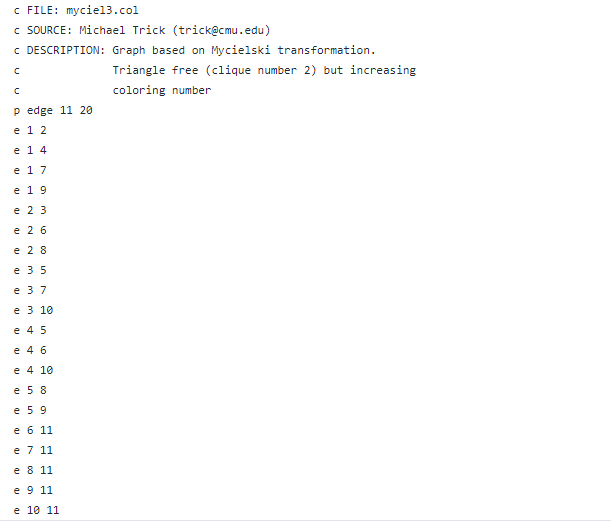 c FILE: myciel3.col
c SOURCE: Michael Trick (trick@cmu.edu)
c DESCRIPTION: Graph based on Mycielski transformation.
c              Triangle free (clique number 2) but increasing
c              coloring number
p edge 11 20
e 1 2
e 1 4
e 1 7
e 1 9
e 2 3
e 2 6
e 2 8
e 3 5
e 3 7
e 3 10
e 4 5
e 4 6
e 4 10
e 5 8
e 5 9
e 6 11
e 7 11
e 8 11
e 9 11
e 10 11